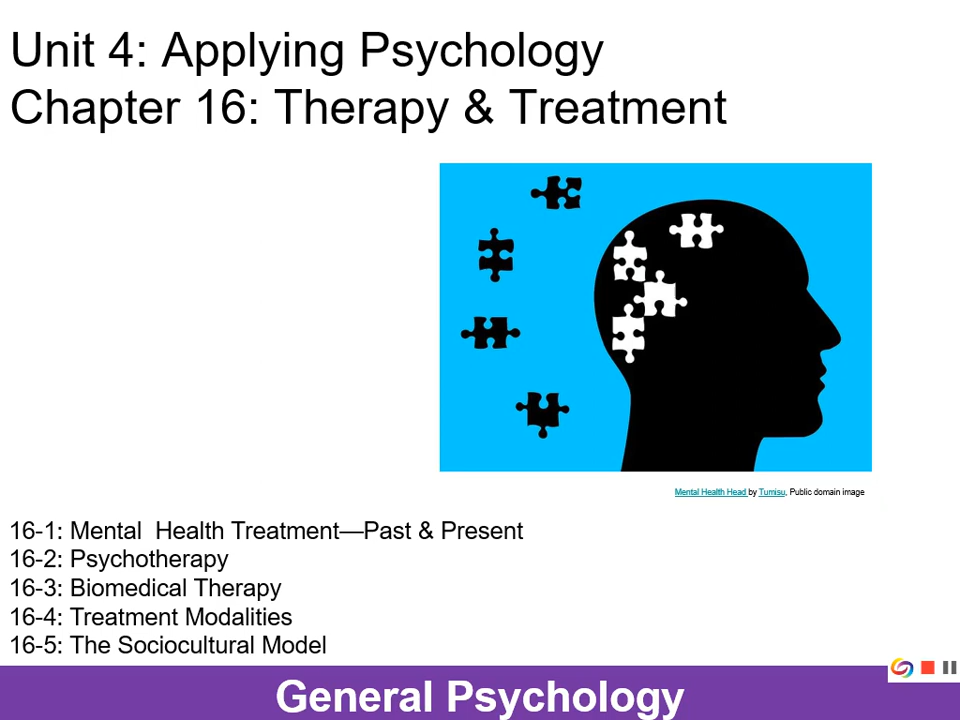 Unit 4: Applying Psychology
Chapter 16: Therapy & Treatment
Mental Health Head by Tumisu, Public domain image
16-1: Mental  Health Treatment—Past & Present
16-2: Psychotherapy
16-3: Biomedical Therapy
16-4: Treatment Modalities
16-5: The Sociocultural Model
General Psychology